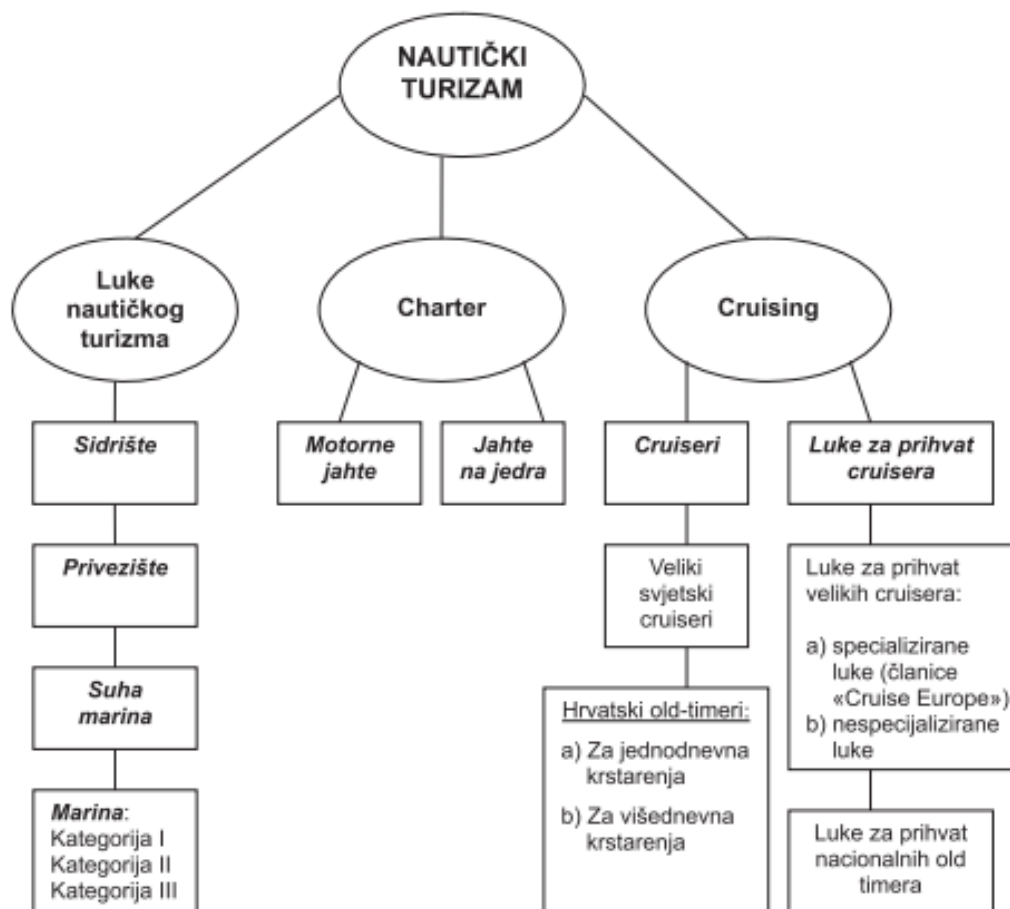 NAUTIČKI
TURIZAM
Luke
nautičkog
turizma
Charter
Cruising
Sidrište
Motorne
jahte
Jahte
na jedra
Cruiseri
Luke za prihvat
cruisera
Privezište
Veliki
svjetski
cruiseri
Luke za prihvat
velikih cruisera:
a) specializirane
luke (članice
«Cruise Europe»)
b) nespecijalizirane
luke
Suha
marina
Hrvatski old-timeri:
a) Za jednodnevna
krstarenja
b) Za višednevna
krstarenja
Marina:
Kategorija I
Kategorija II
Kategorija III
Luke za prihvat
nacionalnih old
timera